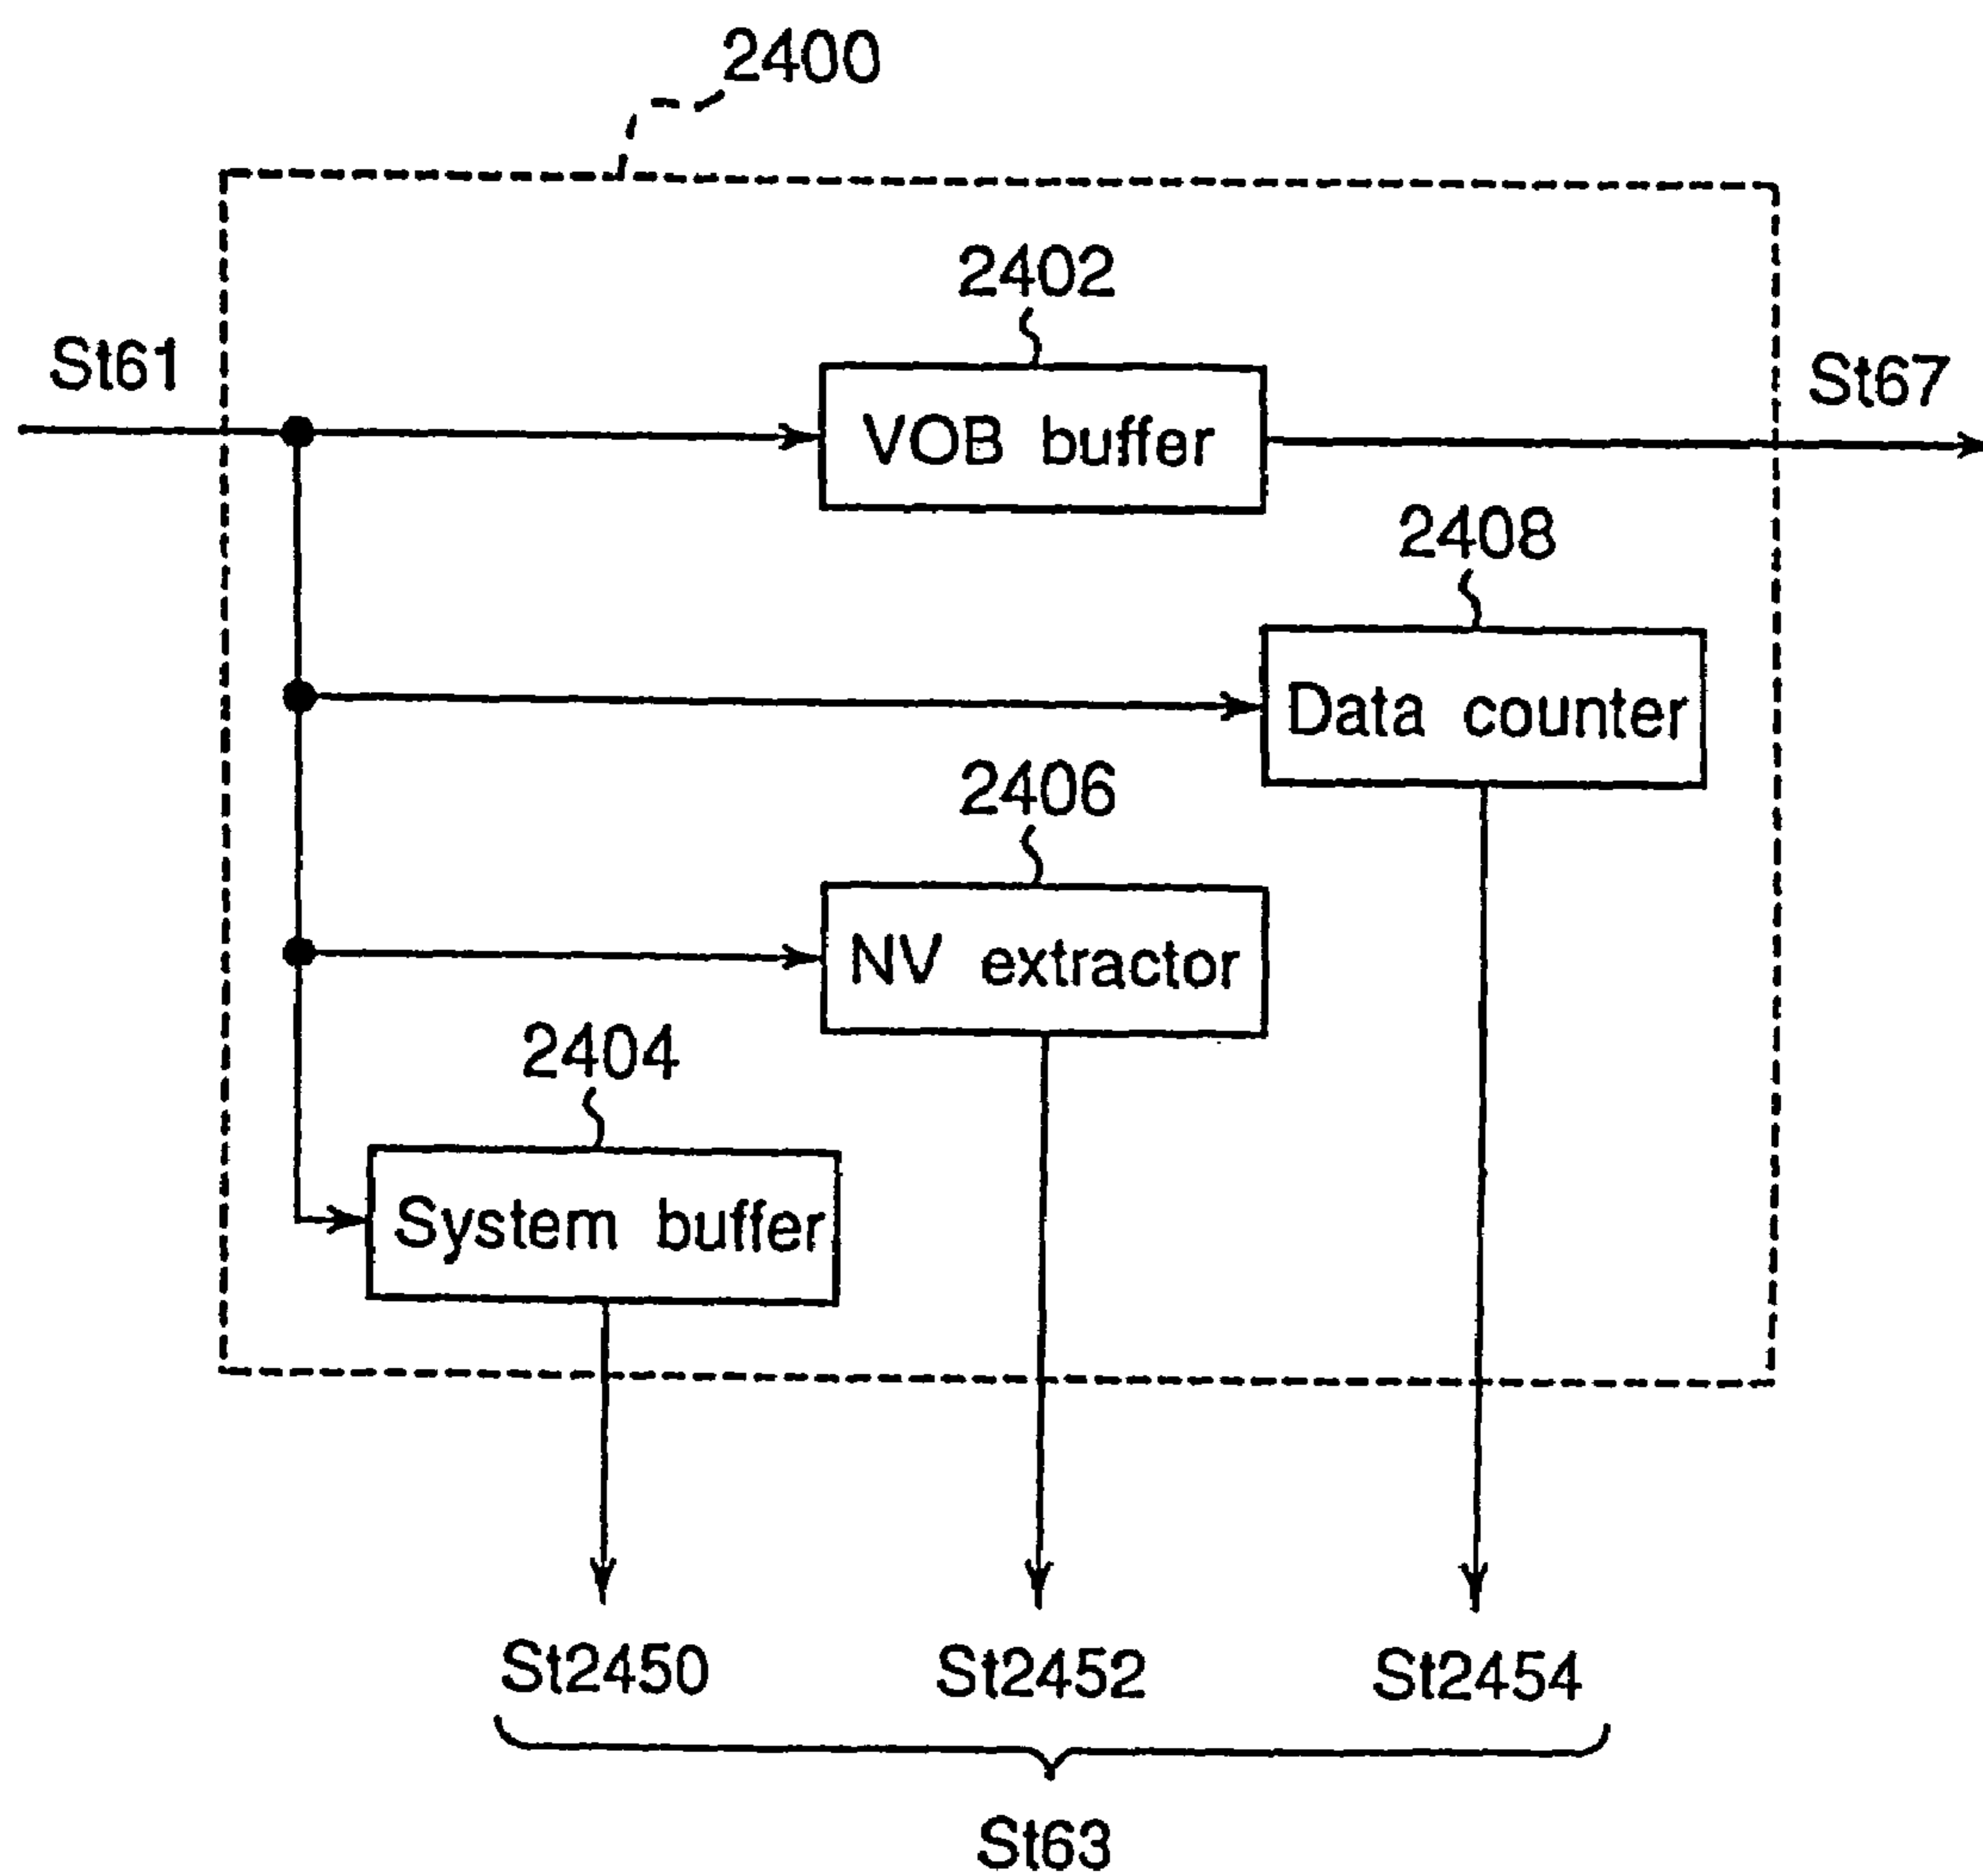 2400
2402
St61
VOB buffer
St67
2408
Data counter
2406
NV extractor
2404
System buffer
St2450
St2452
St2454
St63